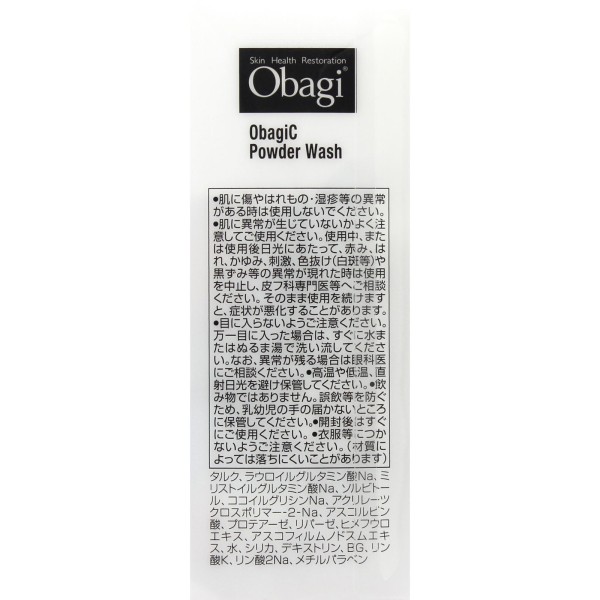 Skin Health Restoration
Obagi®
ObagiC
Powder Wash
●肌に傷やはれもの・湿疹等の異常
がある時は使用しないでください。
●肌に異常が生じていないかよく注
意してご使用ください。使用中、また
は使用後日光にあたって、赤み、は
れ、かゆみ、刺激、色抜け(白斑等)や
黒ずみ等の異常が現れた時は使用
を中止し、皮フ科専門医等へご相談
ください。そのまま使用を続けます
と、症状が悪化することがあります。
●目に入らないようご注意ください。
万一目に入った場合は、すぐに水ま
たはぬるま湯で洗い流してくださ
い。なお、異常が残る場合は眼科医
にご相談ください。●高温や低温、直
射日光を避け保管してください。●飲
み物ではありません。誤飲等を防ぐ
ため、乳幼児の手の届かないところ
に保管してください。●開封後はすぐ
にご使用ください。●衣服等につか
ないようご注意ください。(材質に
よっては落ちにくいことがあります)
タルク、ラウロイルグルタミン酸Na、ミ
リストイルグルタミン酸Na、ソルビトー
ル、ココイルグリシンNa、アクリレーツ
クロスポリマー-2-Na、アスコルビン
酸、プロテアーゼ、リパーゼ、ヒメフウロ
エキス、アスコフィルムノドスムエキ
ス、水、シリカ、デキストリン、BG、リン
酸K、リン酸2Na、メチルパラベン